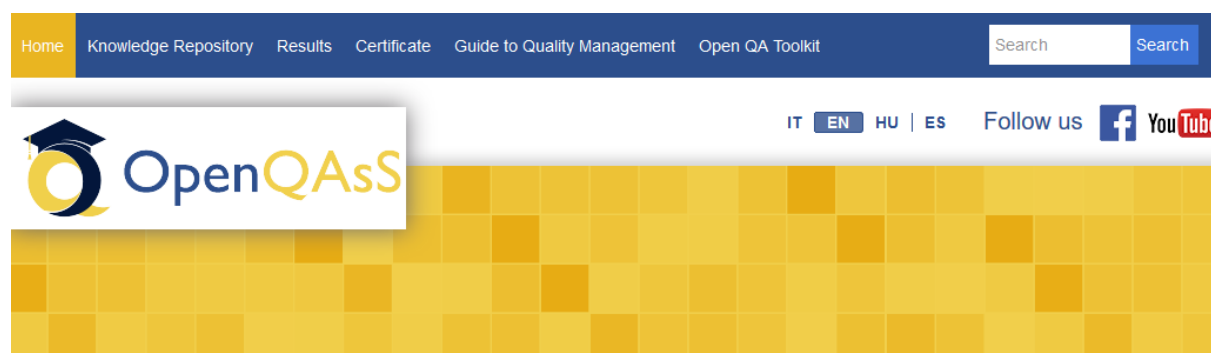 Home Knowledge Repository Results Certificate Guide to Quality Management Open QA Toolkit Search Search
IT EN HU | ES Follow us f YouTube
OpenQAsS